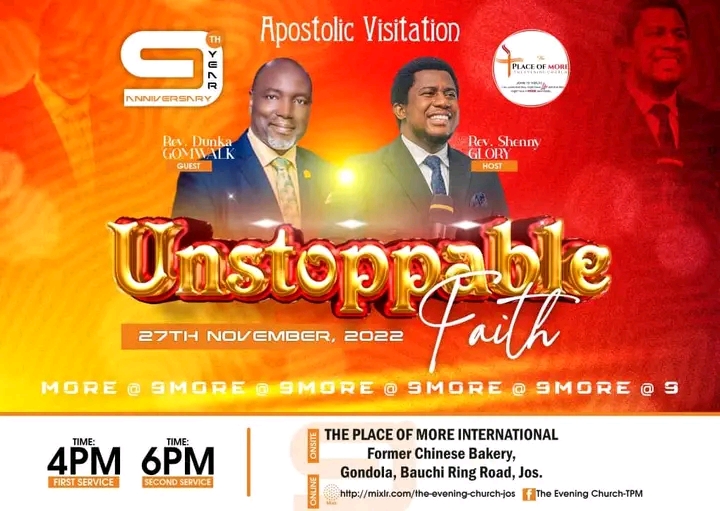 9TH YEAR
ANNIVERSARY
Apostolic Visitation
The
PLACE OF MORE
THE EVENING CHURCH
Rev. Dunka
GOMWALK
GUEST
Rev. Shenny
GLORY
HOST
Unstoppable
Faith
27TH NOVEMBER, 2022
MORE @ 9MORE @ 9MORE @ 9MORE @ 9MORE @ 9
TIME:
4PM
FIRST SERVICE
TIME:
6PM
SECOND SERVICE
ONSITE
THE PLACE OF MORE INTERNATIONAL
Former Chinese Bakery,
Gondola, Bauchi Ring Road, Jos.
ONLINE
http://mixlr.com/the-evening-church-jos
The Evening Church-TPM